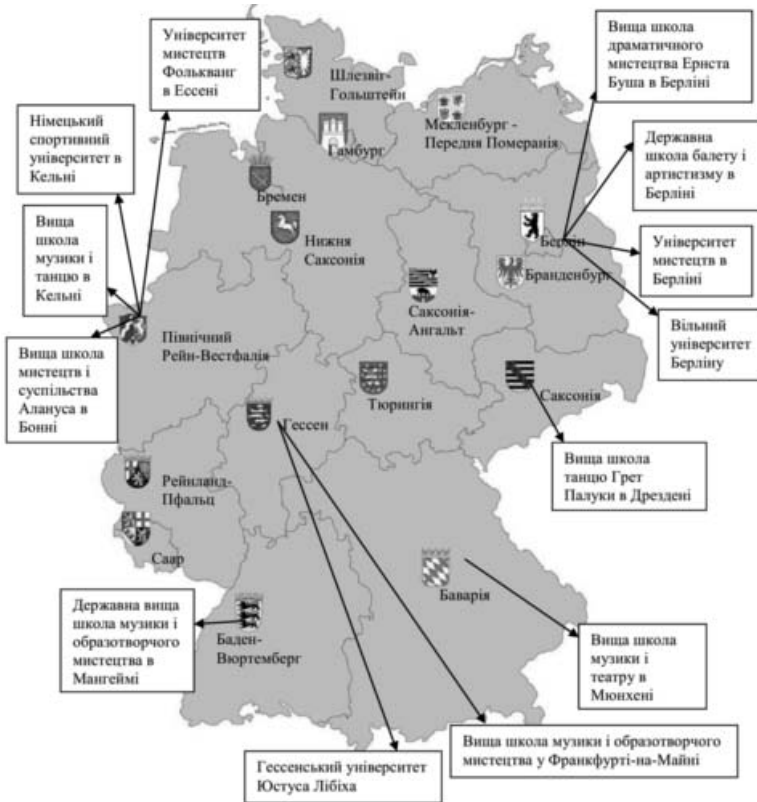 Університет
мистецтв
Фолькванг
в Ессені
Вища школа
драматичного
мистецтва Ернста
Буша в Берліні
Шлезвіг-
Гольштейн
Німецький
спортивний
університет в
Кельні
Мекленбург -
Передня Померанія
Гамбург
Державна
школа балету і
артистизму в
Берліні
Бремен
Вища
школа
музики і
танцю в
Кельні
Нижня
Саксонія
Берлін
Університет
мистецтв в
Берліні
Бранденбург
Саксонія-
Ангальт
Північний
Рейн-Вестфалія
Вільний
університет
Берліну
Вища школа
мистецтв і
суспільства
Алануса в
Бонні
Тюрингія
Саксонія
Гессен
Вища школа
танцю Грет
Палуки в Дрездені
Рейнланд-
Пфальц
Саар
Баварія
Державна вища
школа музики і
образотворчого
мистецтва в
Мангеймі
Баден-
Вюртемберг
Вища школа
музики і
театру в
Мюнхені
Вища школа музики і образотворчого
мистецтва у Франкфурті-на-Майні
Гессенський університет
Юстуса Лібіха